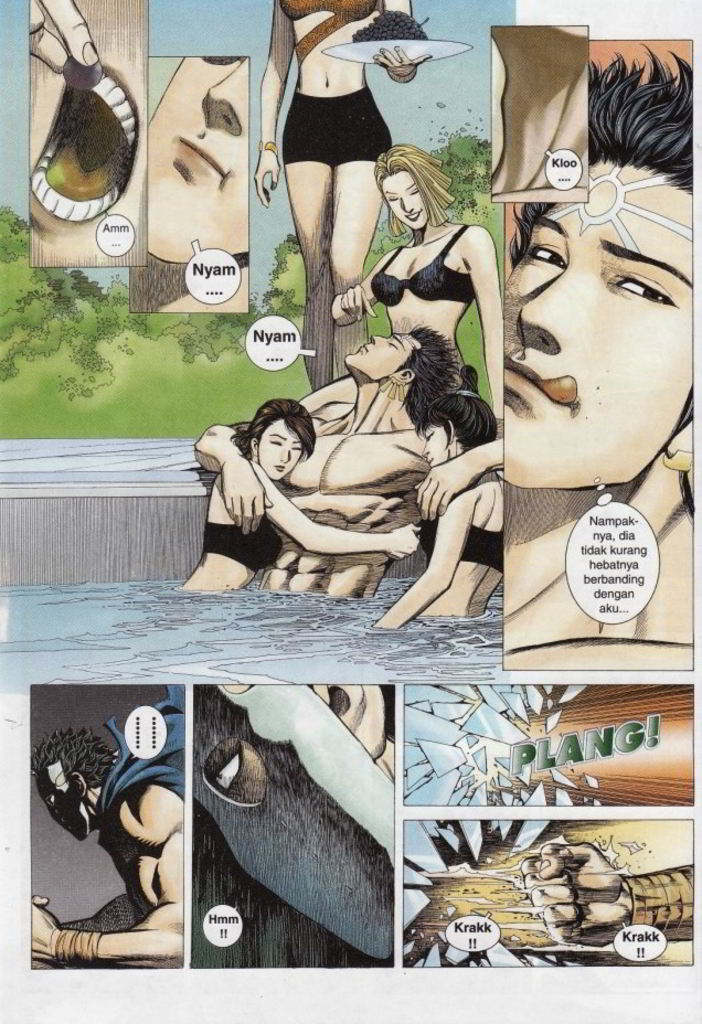 Amm
...
Nyam
....
Nyam
....
Kloo
....
Nampak-
nya, dia
tidak kurang
hebatnya
berbanding
dengan
aku...
!!
Hmm
!!
PLANG!
Krakk
!!
Krakk
!!